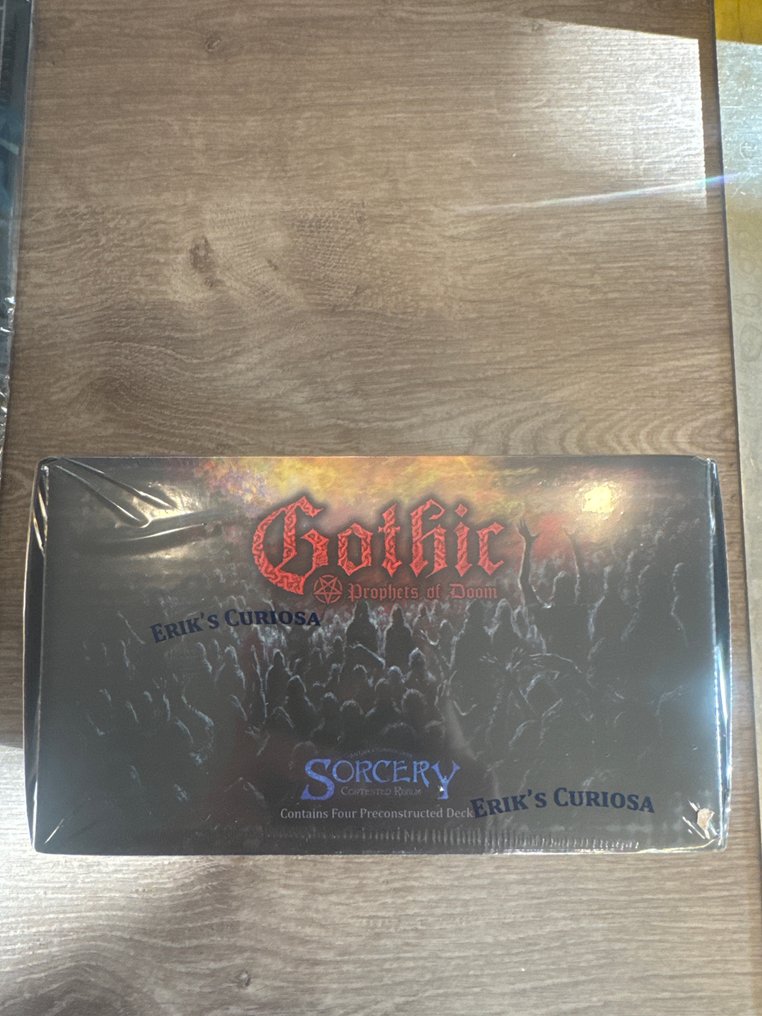 Gothic
Prophets of Doom
ERIK'S CURIOSA
SORCERY
CONTESTED REALM
Contains Four Preconstructed Deck
ERIK'S CURIOSA